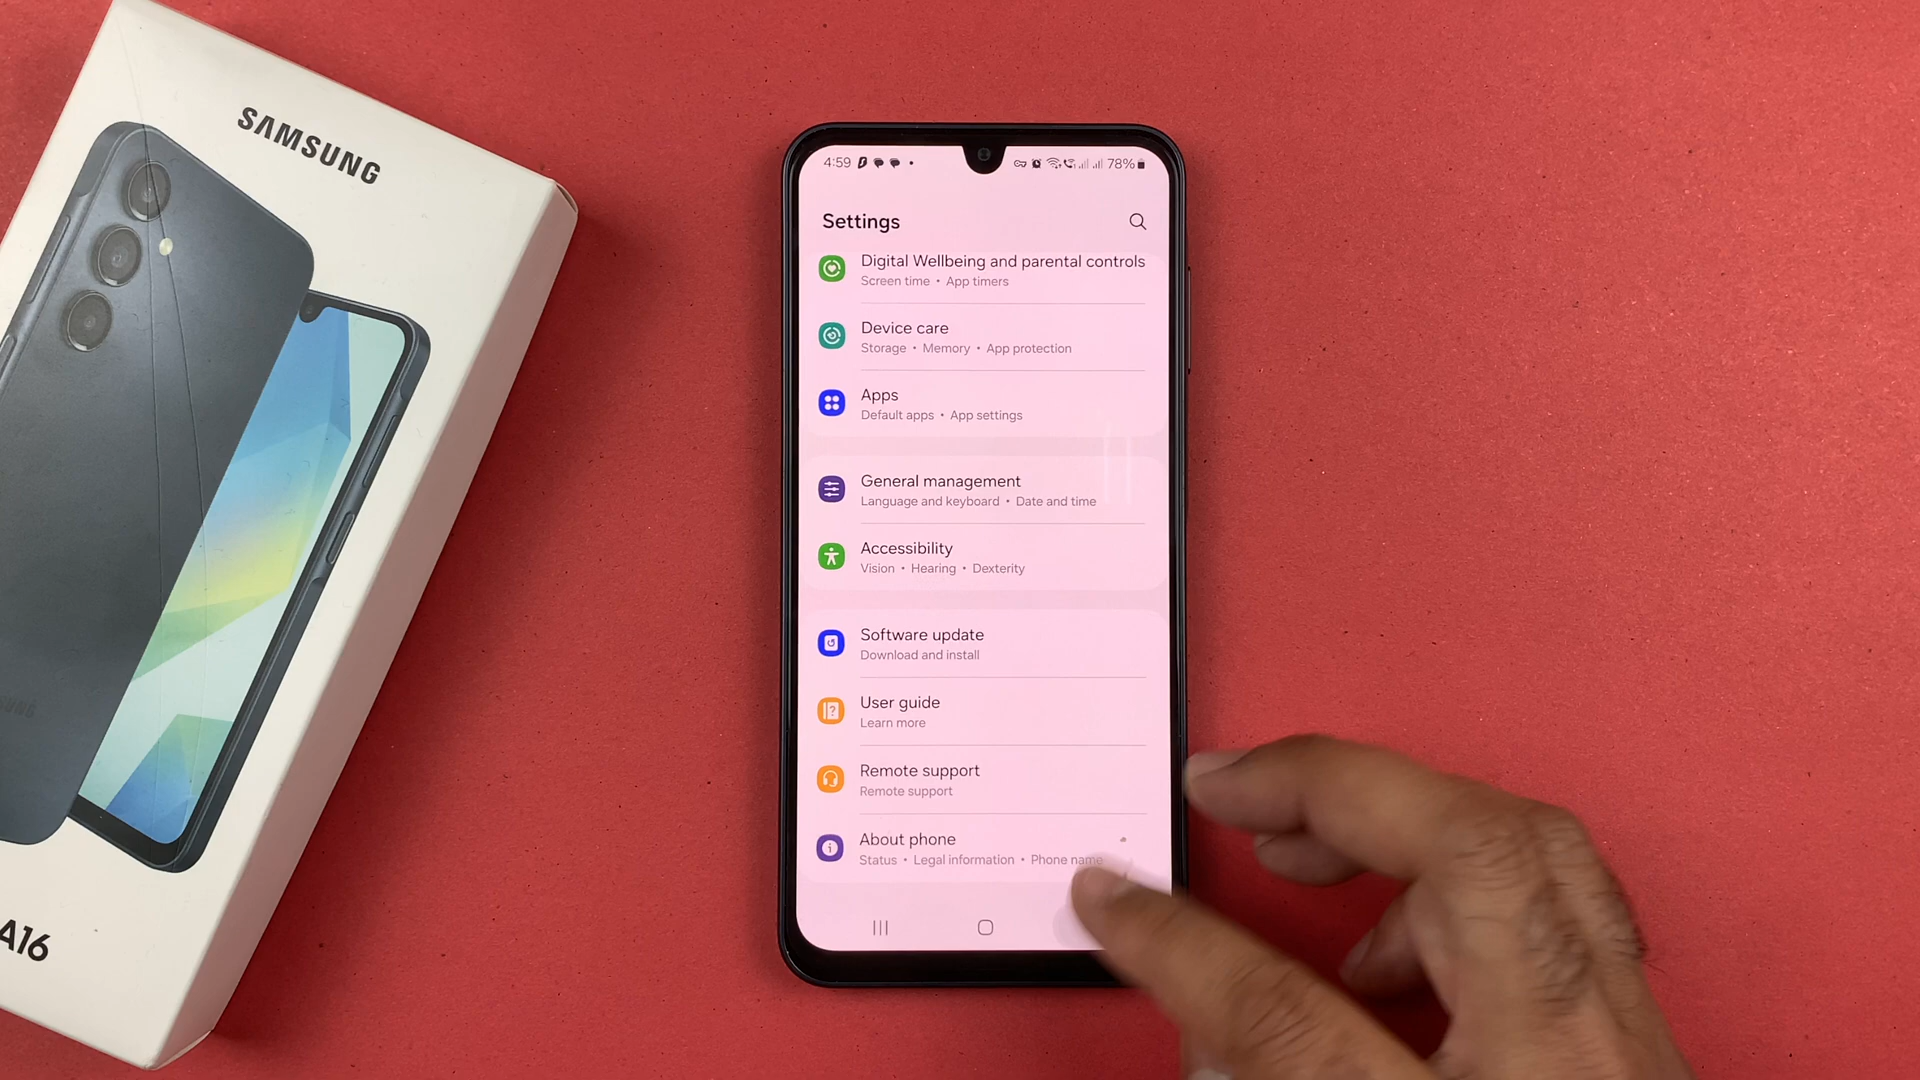 SAMSUNG
A16
4:59
78%
Settings
Digital Wellbeing and parental controls
Screen time • App timers
Device care
Storage • Memory • App protection
Apps
Default apps • App settings
General management
Language and keyboard • Date and time
Accessibility
Vision • Hearing • Dexterity
Software update
Download and install
User guide
Learn more
Remote support
Remote support
About phone
Status • Legal information • Phone name